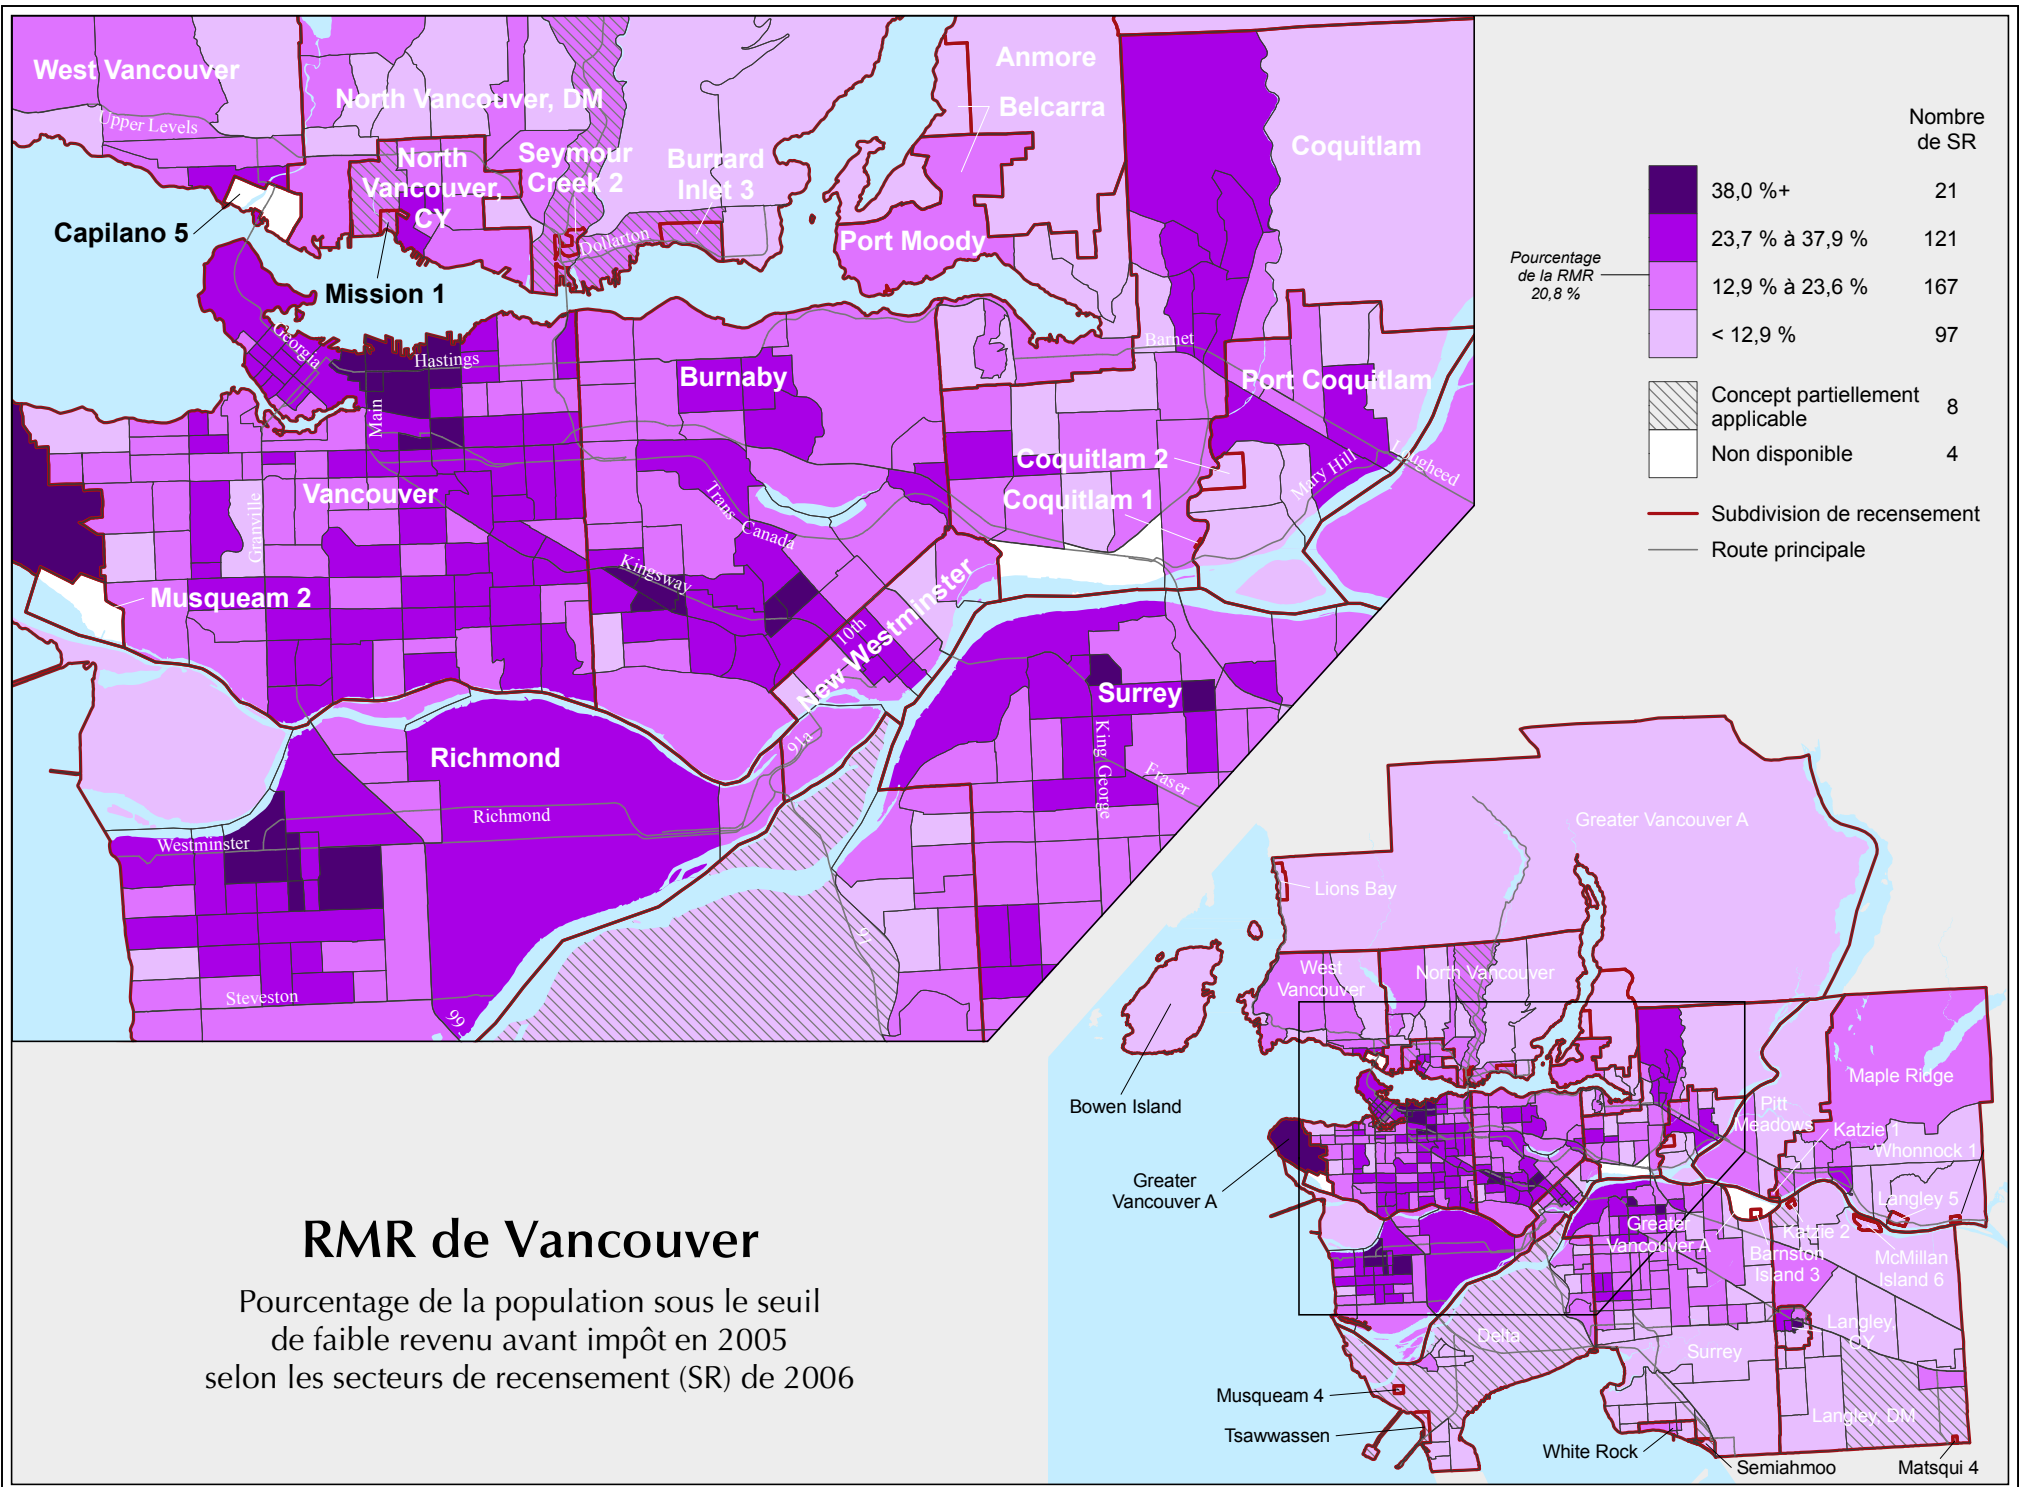 West Vancouver
Upper Levels
North Vancouver, DM
North
Vancouver,
CY
Seymour
Creek 2
Burrard
Inlet 3
Dollarton
Anmore
Belcarra
Coquitlam
Port Moody
Capilano 5
Mission 1
Georgia
Hastings
Main
Burnaby
Barnet
Port Coquitlam
Coquitlam 2
Coquitlam 1
Mary Hill
Lougheed
Vancouver
Granville
Trans Canada
Kingsway
Musqueam 2
10th
New Westminster
Surrey
King George
Fraser
91a
Richmond
Richmond
Westminster
Steveston
99
91
Nombre
de SR
38,0 %+ 21
23,7 % à 37,9 % 121
12,9 % à 23,6 % 167
< 12,9 % 97
Pourcentage
de la RMR
20,8 %
Concept partiellement
applicable 8
Non disponible 4
Subdivision de recensement
Route principale
Greater Vancouver A
Lions Bay
West
Vancouver
North Vancouver
Bowen Island
Greater
Vancouver A
Maple Ridge
Pitt
Meadows
Katzie 1
Whonnock 1
Langley 5
Katzie 2
Greater
Vancouver A
Barnston
Island 3
McMillan
Island 6
Langley,
CY
Delta
Surrey
Langley, DM
Musqueam 4
Tsawwassen
White Rock
Semiahmoo
Matsqui 4
RMR de Vancouver
Pourcentage de la population sous le seuil
de faible revenu avant impôt en 2005
selon les secteurs de recensement (SR) de 2006